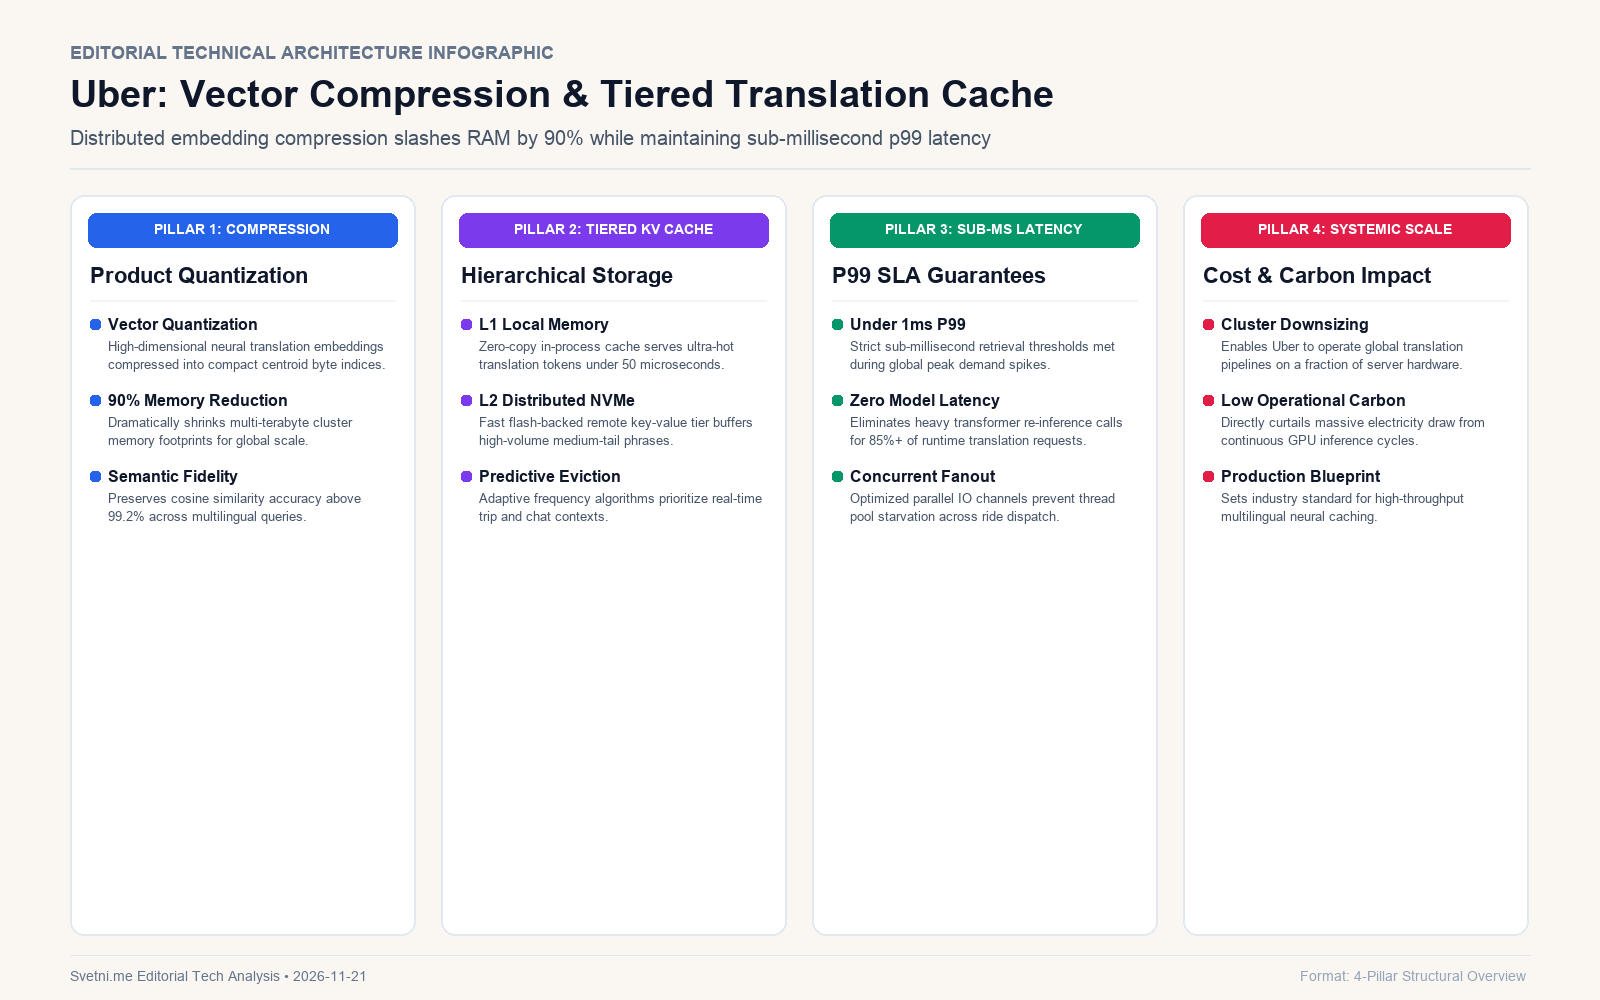 EDITORIAL TECHNICAL ARCHITECTURE INFOGRAPHIC
Uber: Vector Compression & Tiered Translation Cache
Distributed embedding compression slashes RAM by 90% while maintaining sub-millisecond p99 latency
PILLAR 1: COMPRESSION
Product Quantization
Vector Quantization
High-dimensional neural translation embeddings
compressed into compact centroid byte indices.
90% Memory Reduction
Dramatically shrinks multi-terabyte cluster
memory footprints for global scale.
Semantic Fidelity
Preserves cosine similarity accuracy above
99.2% across multilingual queries.
PILLAR 2: TIERED KV CACHE
Hierarchical Storage
L1 Local Memory
Zero-copy in-process cache serves ultra-hot
translation tokens under 50 microseconds.
L2 Distributed NVMe
Fast flash-backed remote key-value tier buffers
high-volume medium-tail phrases.
Predictive Eviction
Adaptive frequency algorithms prioritize real-time
trip and chat contexts.
PILLAR 3: SUB-MS LATENCY
P99 SLA Guarantees
Under 1ms P99
Strict sub-millisecond retrieval thresholds met
during global peak demand spikes.
Zero Model Latency
Eliminates heavy transformer re-inference calls
for 85%+ of runtime translation requests.
Concurrent Fanout
Optimized parallel IO channels prevent thread
pool starvation across ride dispatch.
PILLAR 4: SYSTEMIC SCALE
Cost & Carbon Impact
Cluster Downsizing
Enables Uber to operate global translation
pipelines on a fraction of server hardware.
Low Operational Carbon
Directly curtails massive electricity draw from
continuous GPU inference cycles.
Production Blueprint
Sets industry standard for high-throughput
multilingual neural caching.
Svetni.me Editorial Tech Analysis • 2026-11-21
Format: 4-Pillar Structural Overview